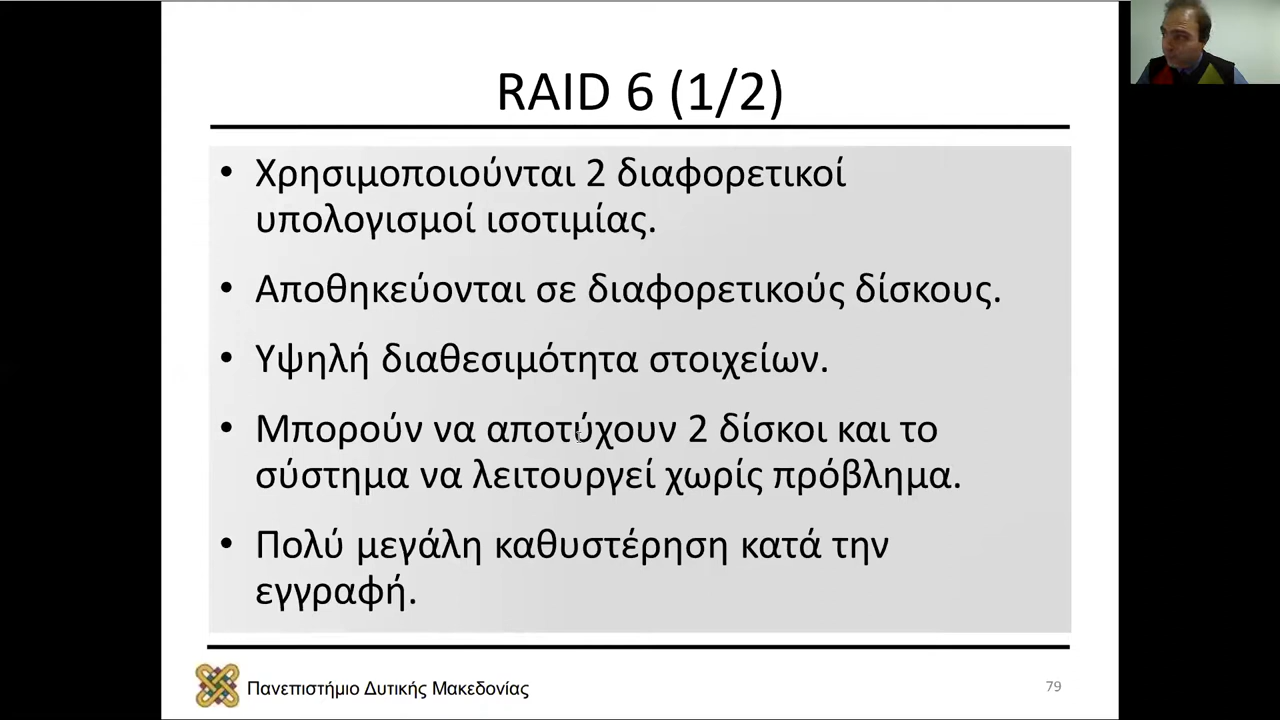 RAID 6 (1/2)
• Χρησιμοποιούνται 2 διαφορετικοί
υπολογισμοί ισοτιμίας.
• Αποθηκεύονται σε διαφορετικούς δίσκους.
• Υψηλή διαθεσιμότητα στοιχείων.
• Μπορούν να αποτύχουν 2 δίσκοι και το
σύστημα να λειτουργεί χωρίς πρόβλημα.
• Πολύ μεγάλη καθυστέρηση κατά την
εγγραφή.
Πανεπιστήμιο Δυτικής Μακεδονίας
79